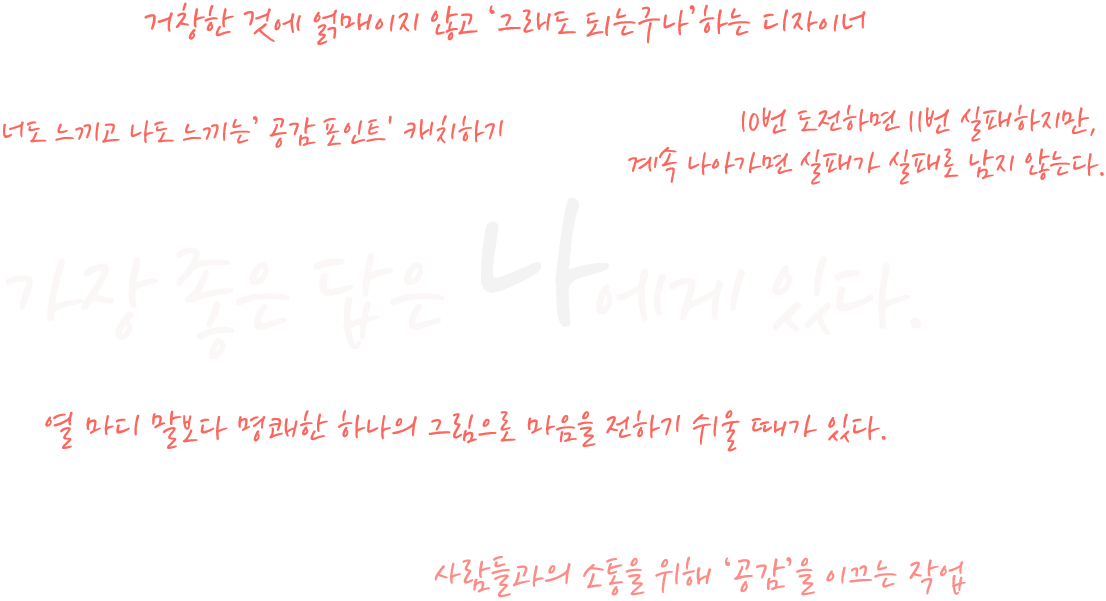 거창한 것에 얽매이지 않고 ‘그래도 되는구나’하는 디자이너
너도 느끼고 나도 느끼는’ 공감 포인트' 캐치하기
10번 도전하면 11번 실패하지만,
계속 나아가면 실패가 실패로 남지 않는다.
가장 좋은 답은 나에게 있다.
열 마디 말보다 명쾌한 하나의 그림으로 마음을 전하기 쉬울 때가 있다.
사람들과의 소통을 위해 ‘공감’을 이끄는 작업